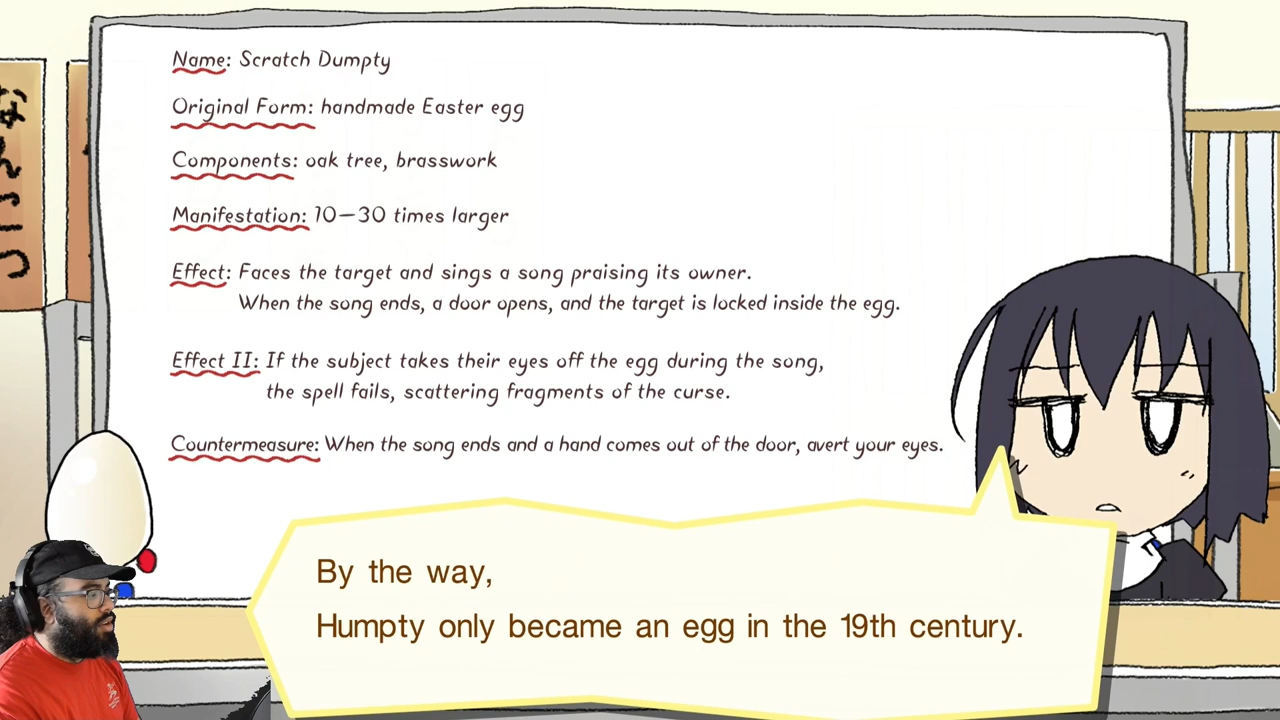 なんこつ
Name: Scratch Dumpty
Original Form: handmade Easter egg
Components: oak tree, brasswork
Manifestation: 10–30 times larger
Effect: Faces the target and sings a song praising its owner.
When the song ends, a door opens, and the target is locked inside the egg.
Effect II: If the subject takes their eyes off the egg during the song,
the spell fails, scattering fragments of the curse.
Countermeasure: When the song ends and a hand comes out of the door, avert your eyes.
By the way,
Humpty only became an egg in the 19th century.